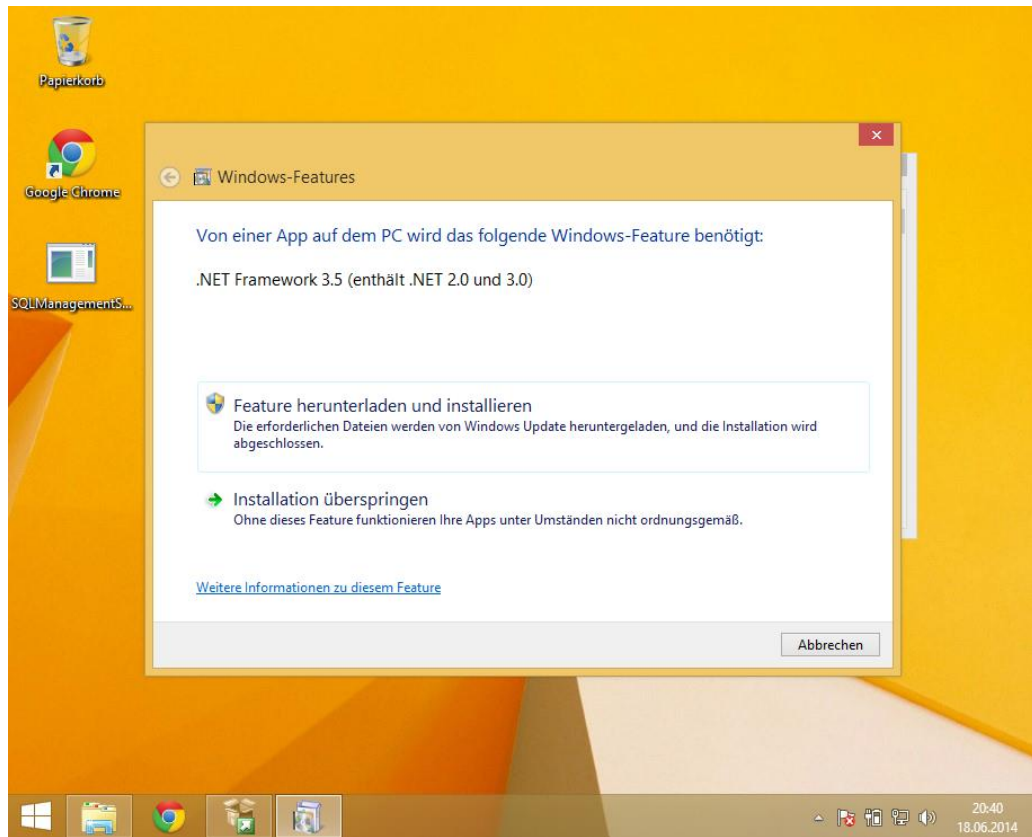 Papierkorb
Google Chrome
SQLManagementS...
Windows-Features
Von einer App auf dem PC wird das folgende Windows-Feature benötigt:
.NET Framework 3.5 (enthält .NET 2.0 und 3.0)
Feature herunterladen und installieren
Die erforderlichen Dateien werden von Windows Update heruntergeladen, und die Installation wird
abgeschlossen.
Installation überspringen
Ohne dieses Feature funktionieren Ihre Apps unter Umständen nicht ordnungsgemäß.
Weitere Informationen zu diesem Feature
Abbrechen
20:40
18.06.2014